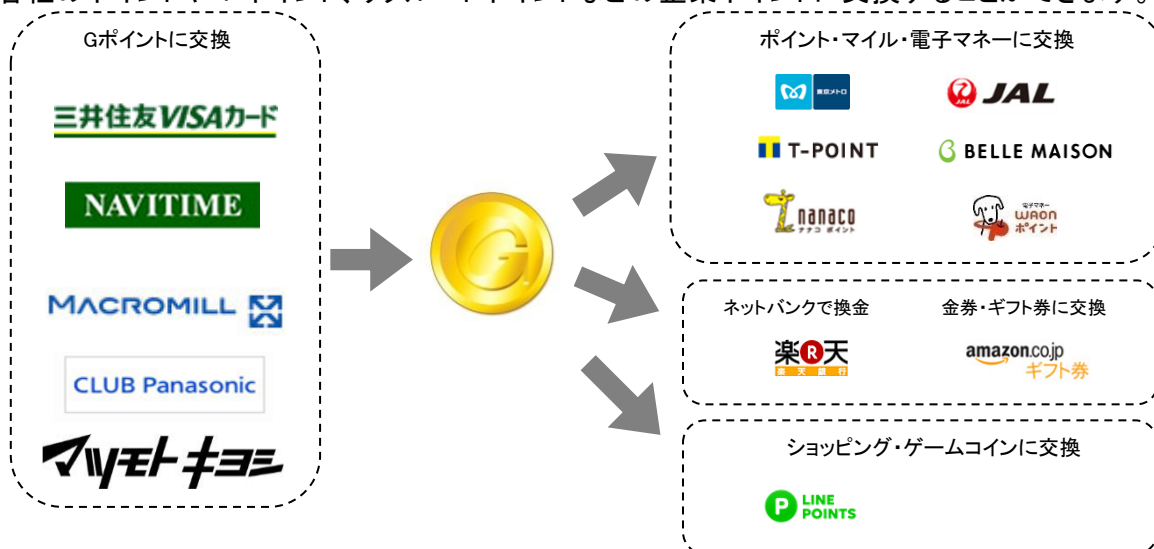 Gポイントに交換
三井住友VISAカード
NAVITIME
MACROMILL
CLUB Panasonic
マツモトキヨシ
G
ポイント・マイル・電子マネーに交換
東京メトロ
JAL
JAL
T-POINT
BELLE MAISON
nanaco
ナナコ ポイント
電子マネー
WAON
ポイント
ネットバンクで換金
金券・ギフト券に交換
楽R天
楽天銀行
amazon.co.jp
ギフト券
ショッピング・ゲームコインに交換
P LINE
POINTS